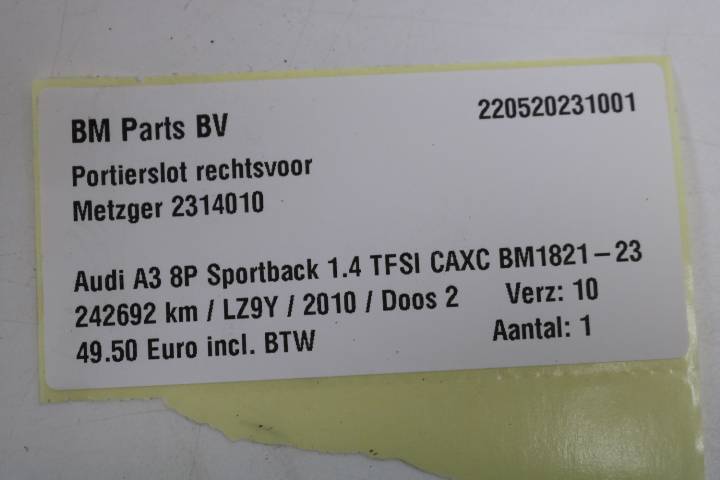 BM Parts BV 220520231001
Portierslot rechtsvoor
Metzger 2314010
Audi A3 8P Sportback 1.4 TFSI CAXC BM1821-23
242692 km / LZ9Y / 2010 / Doos 2 Verz: 10
49.50 Euro incl. BTW Aantal: 1